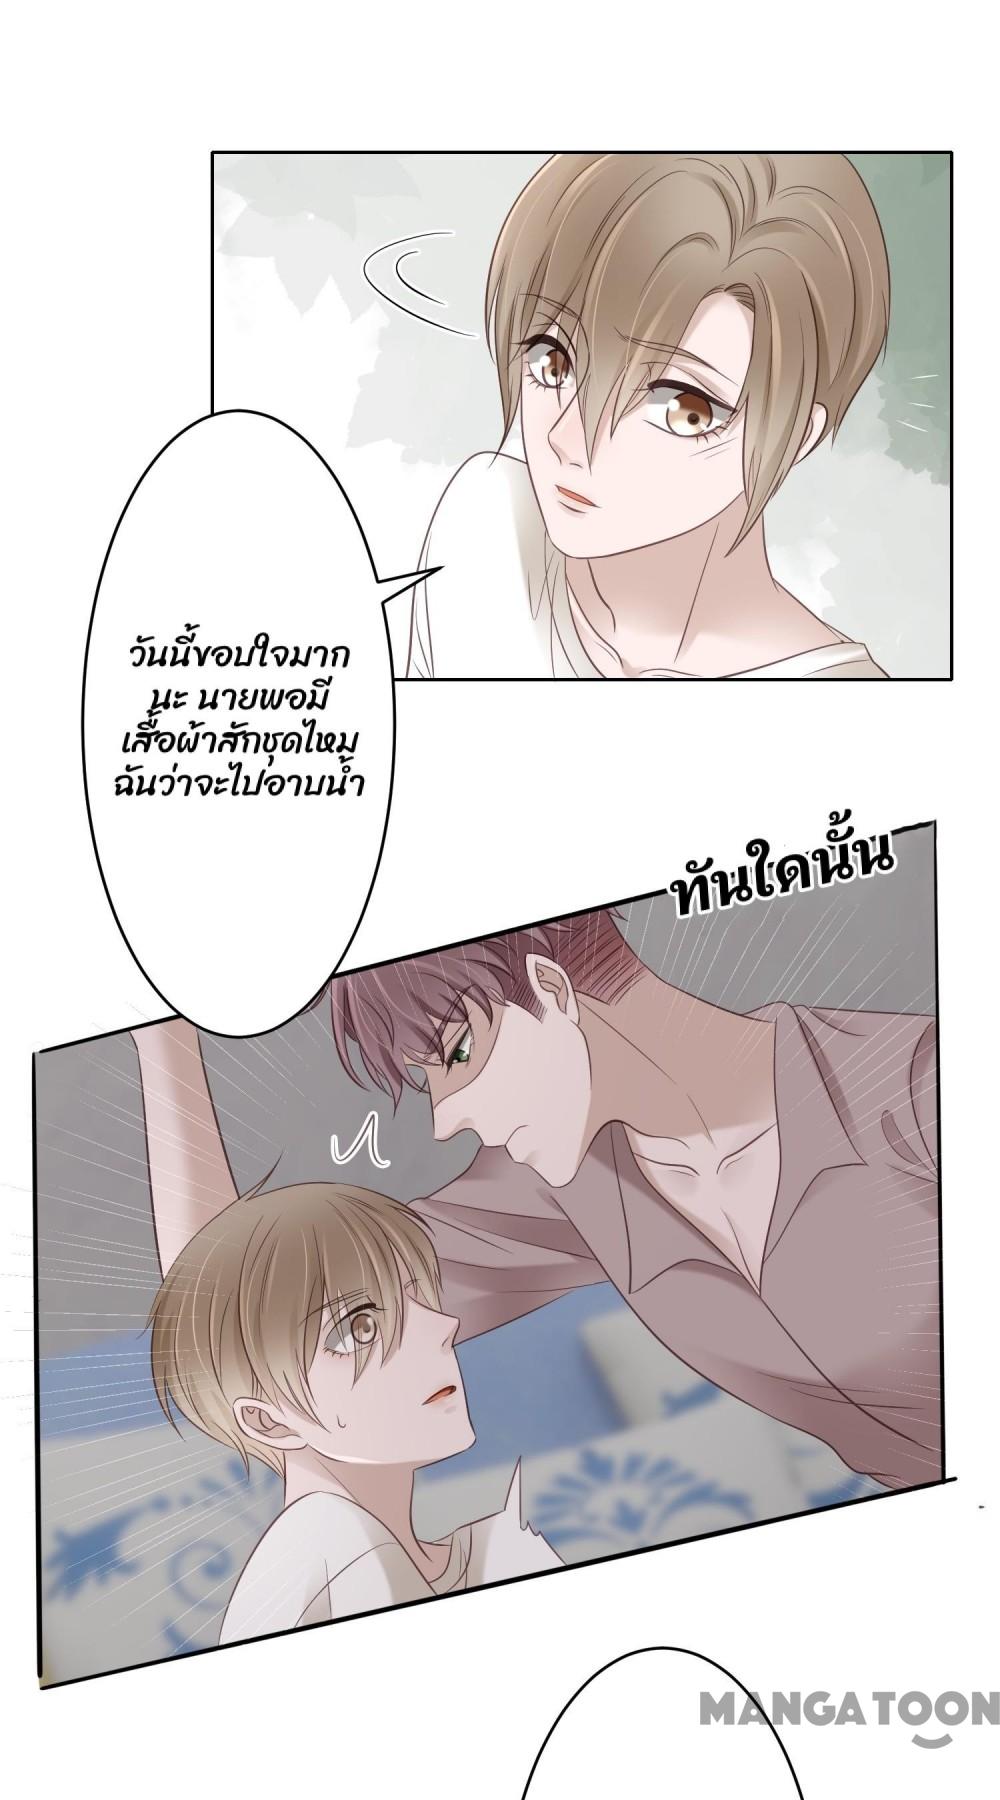 วันนี้ขอบใจมาก
นะ นายพอมี
เสื้อผ้าสักชุดไหม
ฉันว่าจะไปอาบน้ำ
ทันใดนั้น
MANGATOON